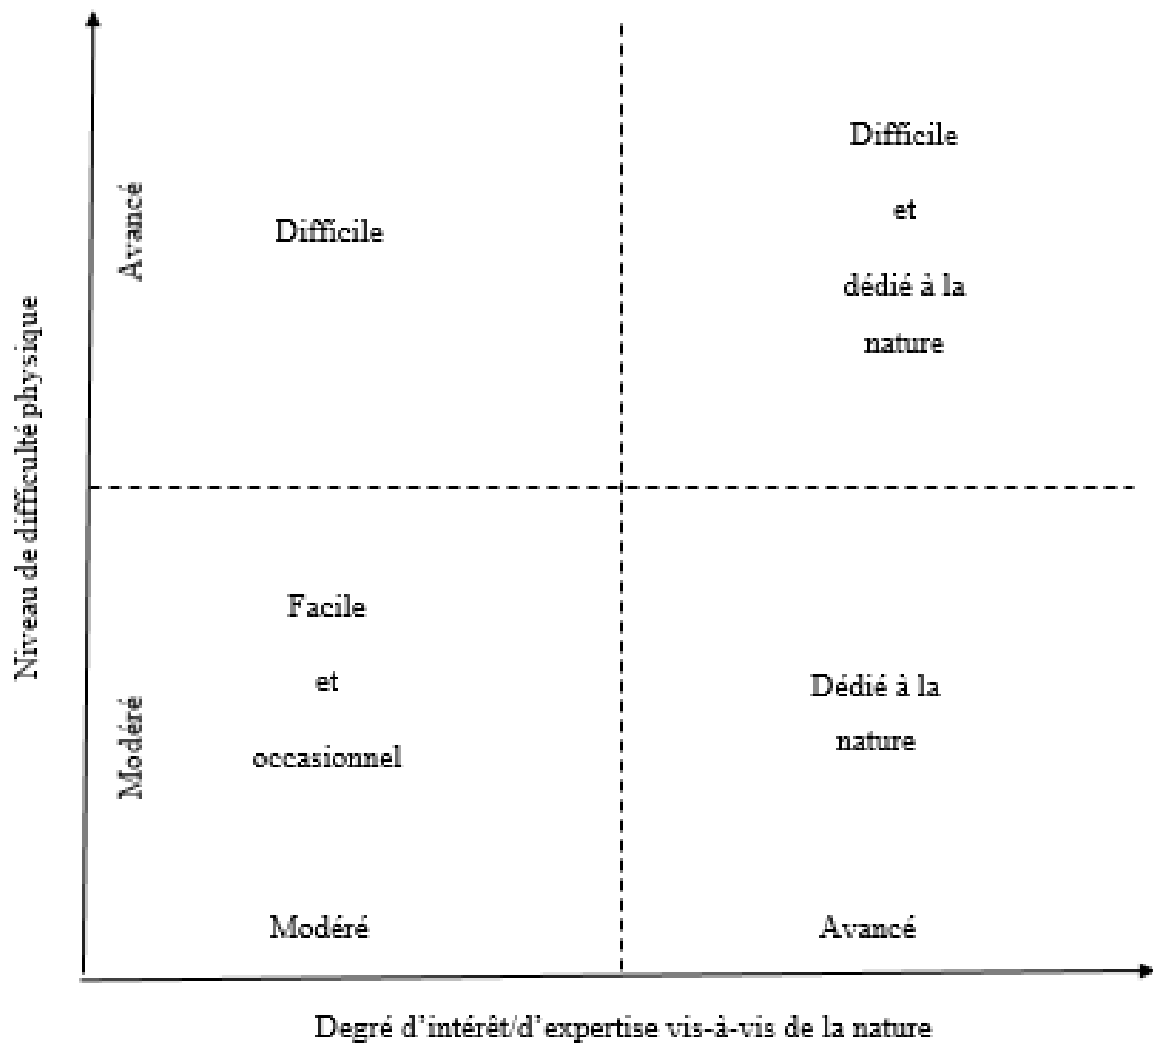 Niveau de difficulté physique
Avancé
Modéré
Difficile
Difficile
et
dédié à la
nature
Facile
et
occasionnel
Dédié à la
nature
Modéré
Avancé
Degré d’intérêt/d’expertise vis-à-vis de la nature